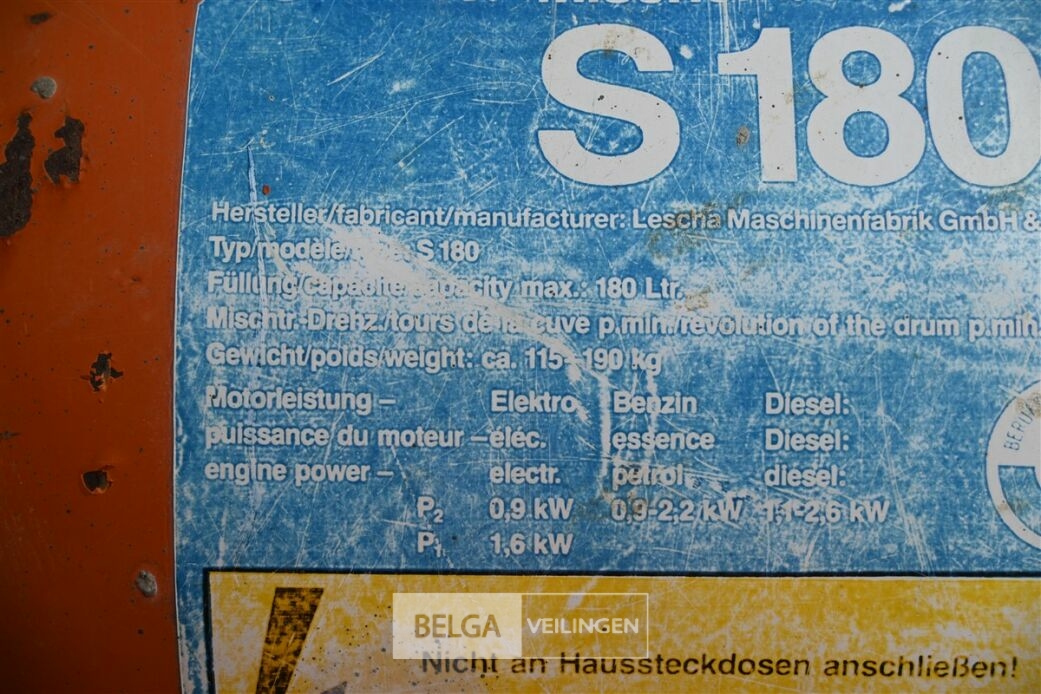 S 180
Hersteller/fabricant/manufacturer: Lescha Maschinenfabrik GmbH &
Typ/modele/ S 180
Füllung/capacite/capacity max.: 180 Ltr.
Mischtr.-Drehz./tours de la cuve p.min/revolution of the drum p.min
Gewicht/poids/weight: ca. 115-190 kg
Motorleistung – Elektro Benzin Diesel:
puissance du moteur – elec. essence Diesel:
engine power – electr. petrol diesel:
P2 0,9 kW 0,9-2,2 kW 1,1-2,6 kW
P1 1,6 kW
BELGA VEILINGEN
Nicht an Haussteckdosen anschließen!